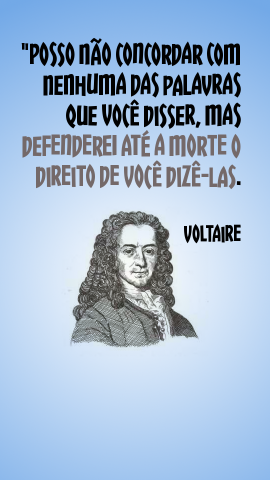 "POSSO NÃO CONCORDAR COM
NENHUMA DAS PALAVRAS
QUE VOCÊ DISSER, MAS
DEFENDEREI ATÉ A MORTE O
DIREITO DE VOCÊ DIZÊ-LAS.
VOLTAIRE